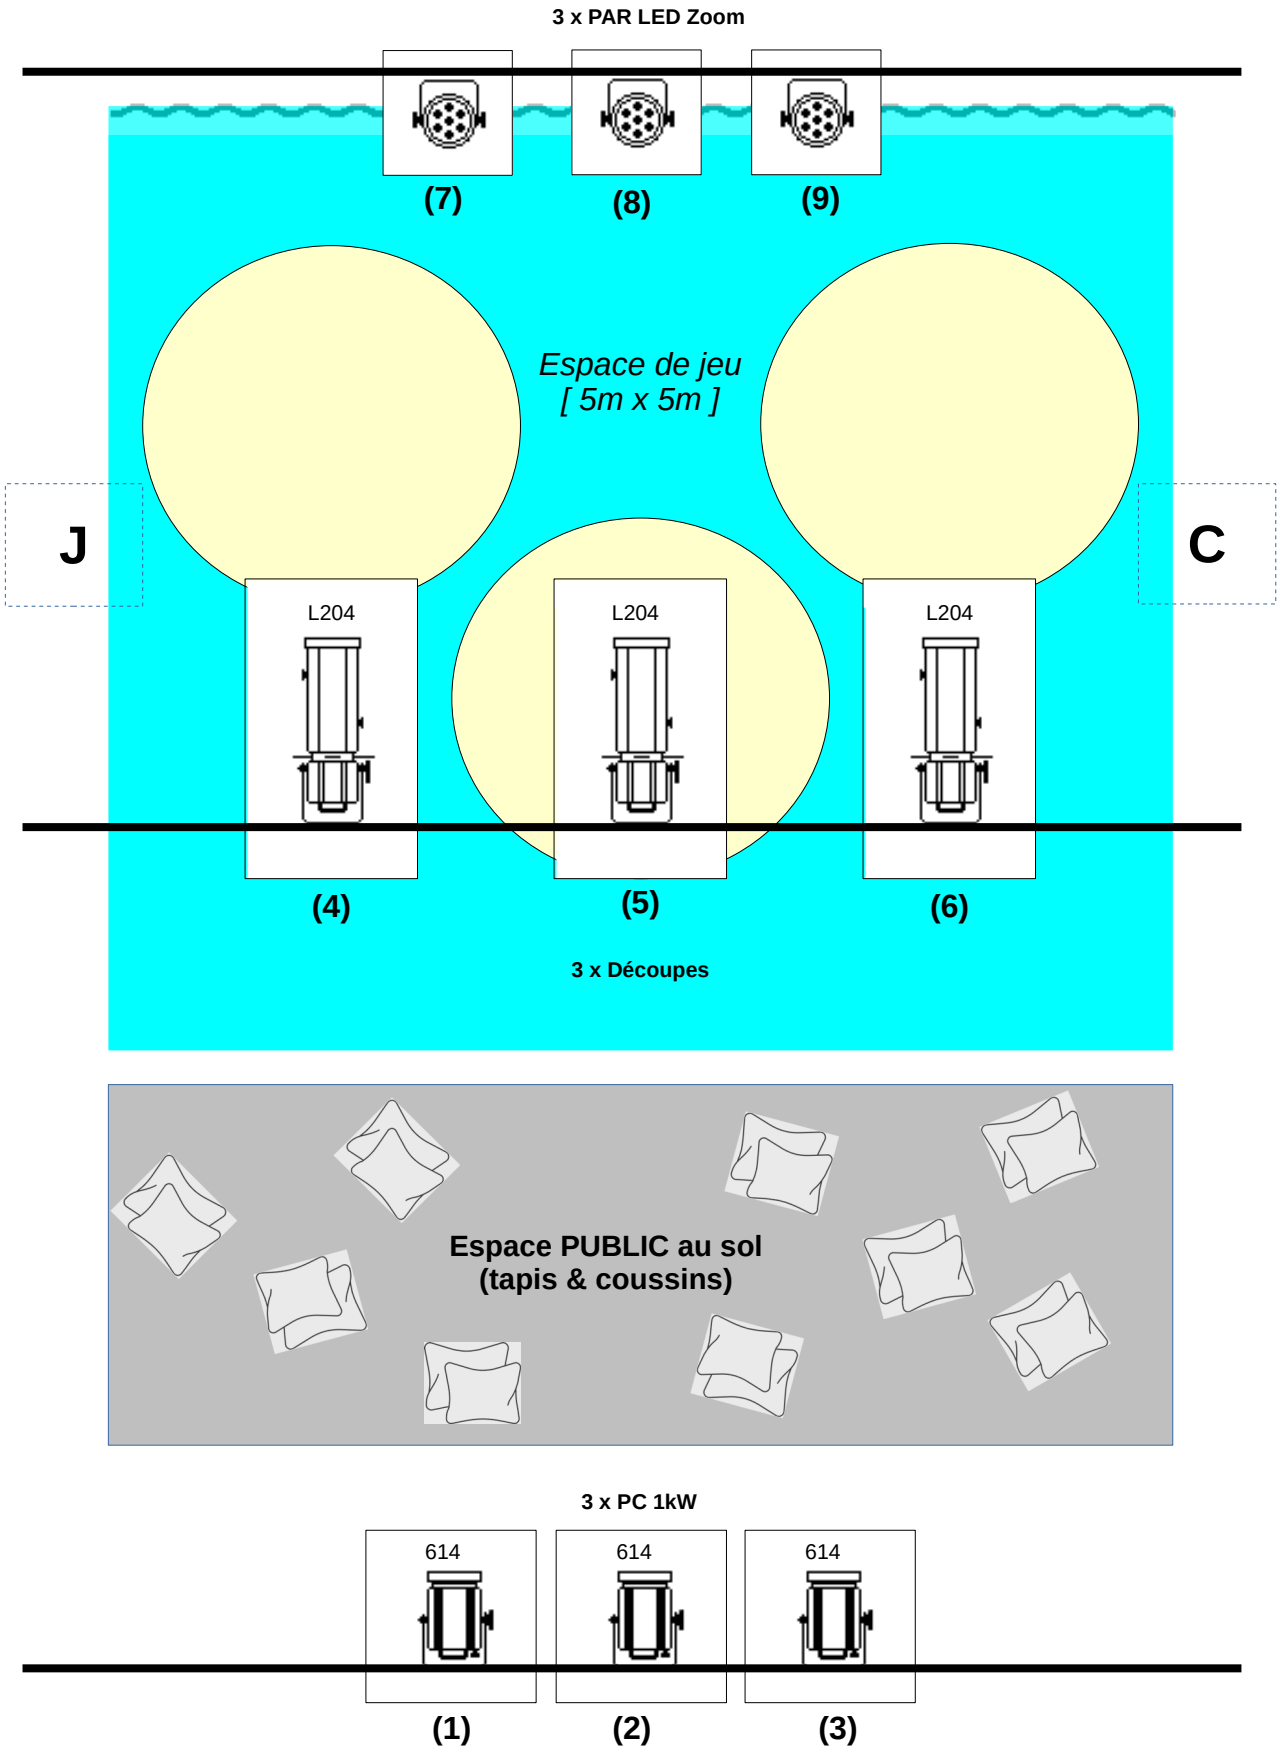 3 x PAR LED Zoom
(7) (8) (9)
Espace de jeu
[ 5m x 5m ]
J
C
L204 L204 L204
(4) (5) (6)
3 x Découpes
Espace PUBLIC au sol
(tapis & coussins)
3 x PC 1kW
614 614 614
(1) (2) (3)